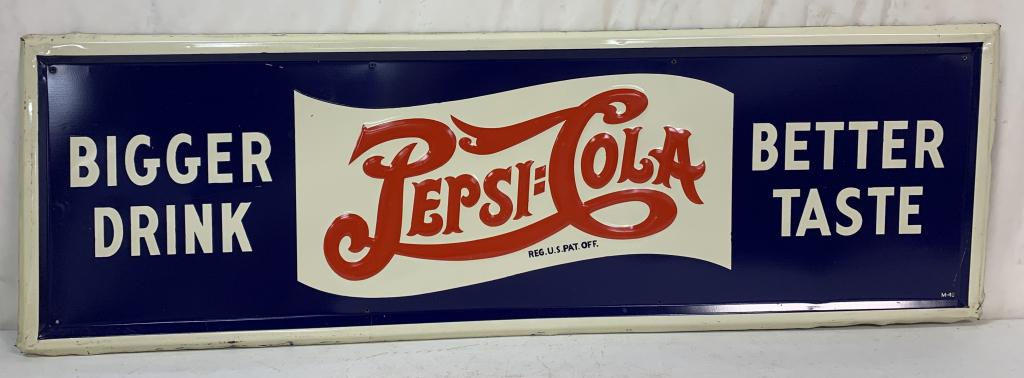 BIGGER
DRINK
PEPSI=COLA
REG.U.S.PAT.OFF.
BETTER
TASTE